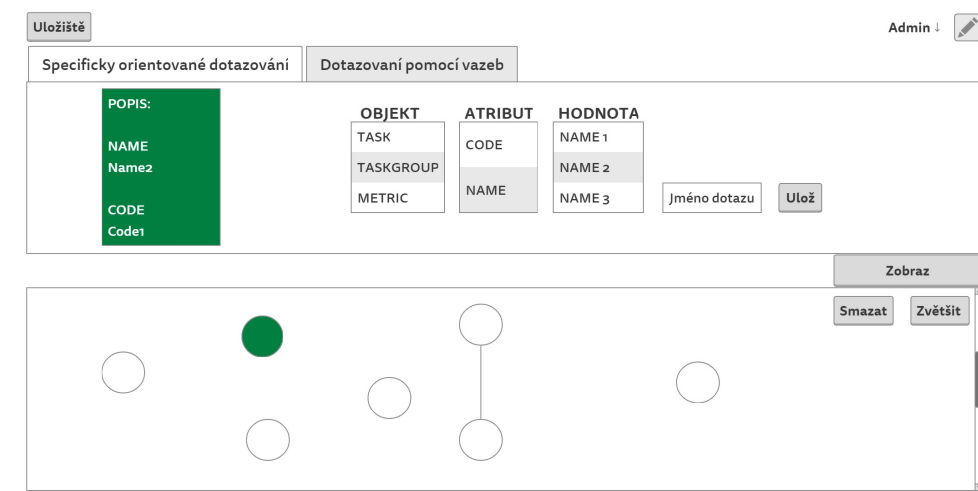 Uložiště
Admin ↓
Specificky orientované dotazování
Dotazovaní pomocí vazeb
POPIS:
NAME
Name2
CODE
Code1
OBJEKT
TASK
TASKGROUP
METRIC
ATRIBUT
CODE
NAME
HODNOTA
NAME 1
NAME 2
NAME 3
Jméno dotazu
Ulož
Zobraz
Smazat
Zvětšit